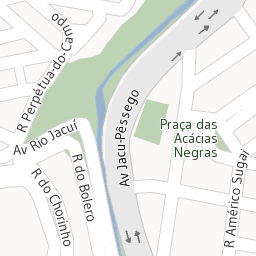 R Perpétua-do-Campo
Av Jacu-Pêssego
Praça das
Acácias
Negras
Av Rio Jacuí
R do Bolero
R do Chorinho
R Américo Sugai